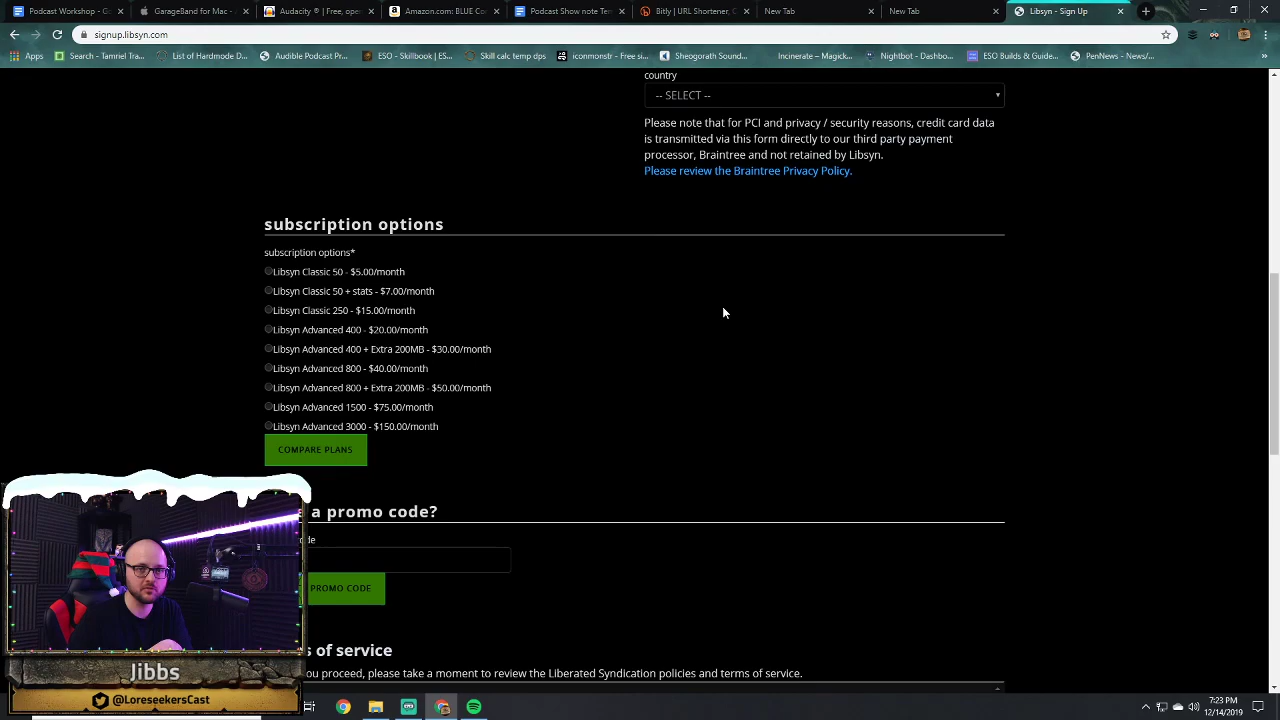 Podcast Workshop - G
GarageBand for Mac -
Audacity ® | Free, open
Amazon.com: BLUE Co
Podcast Show note Tem
Bitly | URL Shortener, C
New Tab
New Tab
Libsyn - Sign Up
signup.libsyn.com
Apps
Search - Tamriel Tra...
List of Hardmode D...
Audible Podcast Pr...
ESO - Skillbook | ES...
Skill calc temp dps
iconmonstr - Free si...
Sheogorath Sound...
Incinerate - Magick...
Nightbot - Dashbo...
ESO Builds & Guide...
PenNews - News/...
»
country
-- SELECT --
Please note that for PCI and privacy / security reasons, credit card data
is transmitted via this form directly to our third party payment
processor, Braintree and not retained by Libsyn.
Please review the Braintree Privacy Policy.
subscription options
subscription options*
Libsyn Classic 50 - $5.00/month
Libsyn Classic 50 + stats - $7.00/month
Libsyn Classic 250 - $15.00/month
Libsyn Advanced 400 - $20.00/month
Libsyn Advanced 400 + Extra 200MB - $30.00/month
Libsyn Advanced 800 - $40.00/month
Libsyn Advanced 800 + Extra 200MB - $50.00/month
Libsyn Advanced 1500 - $75.00/month
Libsyn Advanced 3000 - $150.00/month
COMPARE PLANS
a promo code?
ode
PROMO CODE
s of service
you proceed, please take a moment to review the Liberated Syndication policies and terms of service.
Jibbs
@LoreseekersCast
7:23 PM
12/14/2019